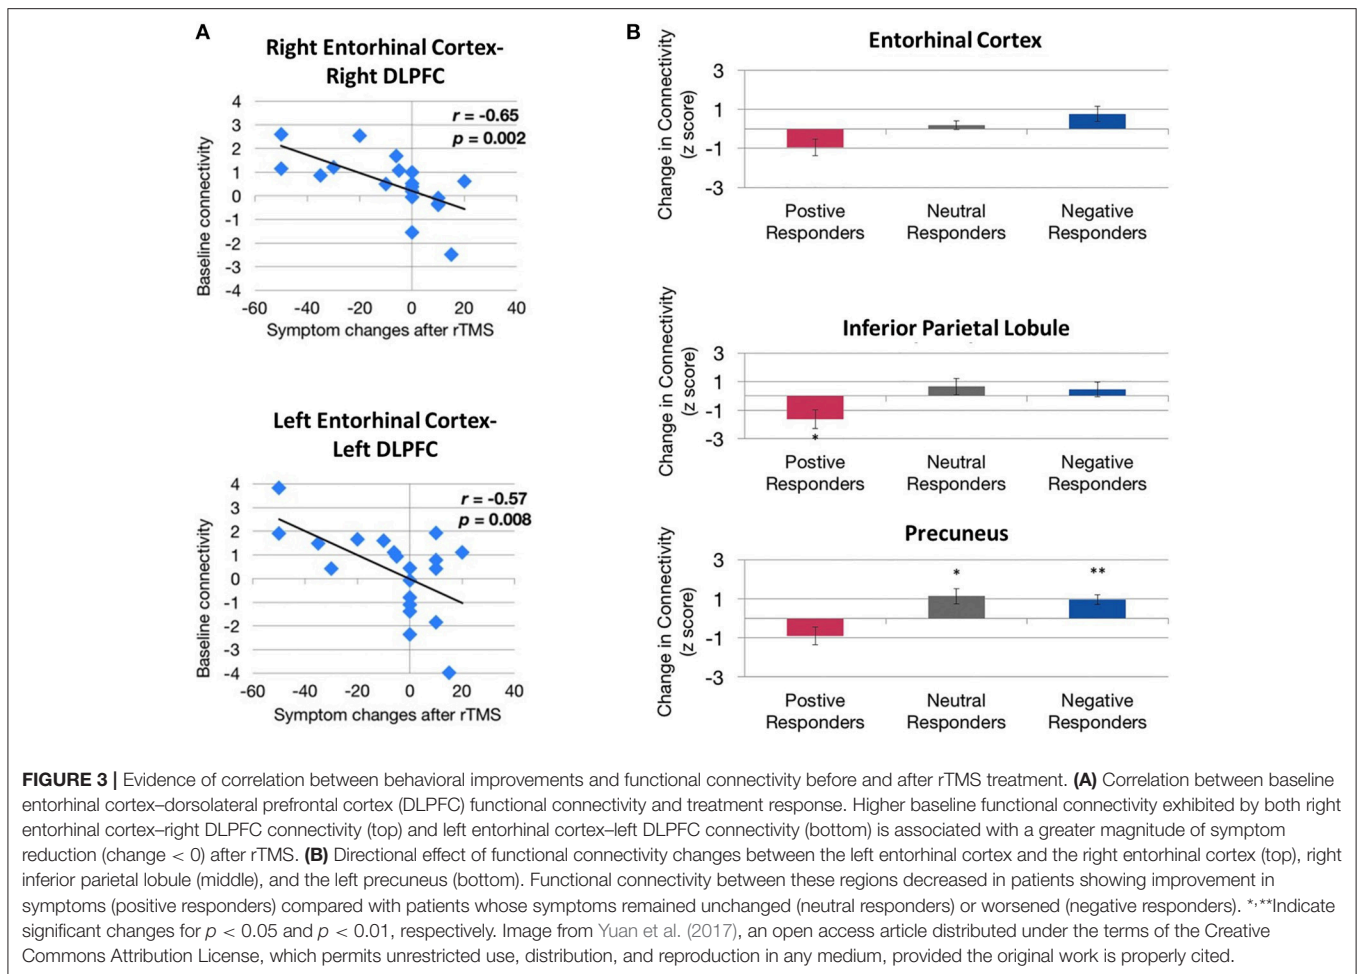 A
Right Entorhinal Cortex-
Right DLPFC
r = -0.65
p = 0.002
4
3
2
1
0
-1
-2
-3
-4
Baseline connectivity
-60 -40 -20 0 20 40
Symptom changes after rTMS
Left Entorhinal Cortex-
Left DLPFC
r = -0.57
p = 0.008
4
3
2
1
0
-1
-2
-3
-4
Baseline connectivity
-60 -40 -20 0 20 40
Symptom changes after rTMS
B
Entorhinal Cortex
Change in Connectivity
(z score)
3
1
-1
-3
Postive
Responders
Neutral
Responders
Negative
Responders
Inferior Parietal Lobule
Change in Connectivity
(z score)
3
1
-1
-3
*
Postive
Responders
Neutral
Responders
Negative
Responders
Precuneus
Change in Connectivity
(z score)
3
1
-1
-3
*
**
Postive
Responders
Neutral
Responders
Negative
Responders
FIGURE 3 | Evidence of correlation between behavioral improvements and functional connectivity before and after rTMS treatment. (A) Correlation between baseline
entorhinal cortex–dorsolateral prefrontal cortex (DLPFC) functional connectivity and treatment response. Higher baseline functional connectivity exhibited by both right
entorhinal cortex–right DLPFC connectivity (top) and left entorhinal cortex–left DLPFC connectivity (bottom) is associated with a greater magnitude of symptom
reduction (change < 0) after rTMS. (B) Directional effect of functional connectivity changes between the left entorhinal cortex and the right entorhinal cortex (top), right
inferior parietal lobule (middle), and the left precuneus (bottom). Functional connectivity between these regions decreased in patients showing improvement in
symptoms (positive responders) compared with patients whose symptoms remained unchanged (neutral responders) or worsened (negative responders). *,**Indicate
significant changes for p < 0.05 and p < 0.01, respectively. Image from Yuan et al. (2017), an open access article distributed under the terms of the Creative
Commons Attribution License, which permits unrestricted use, distribution, and reproduction in any medium, provided the original work is properly cited.